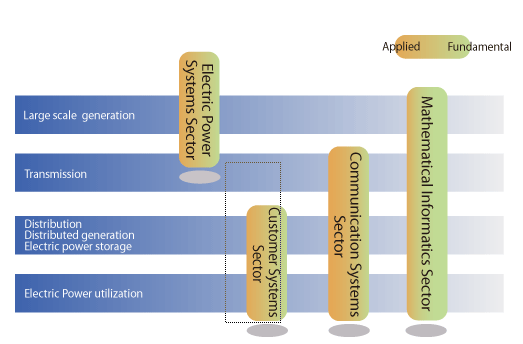 Applied
Fundamental
Electric Power
Systems Sector
Large scale generation
Transmission
Distribution
Distributed generation
Electric power storage
Electric Power utilization
Customer Systems
Sector
Communication Systems
Sector
Mathematical Informatics Sector